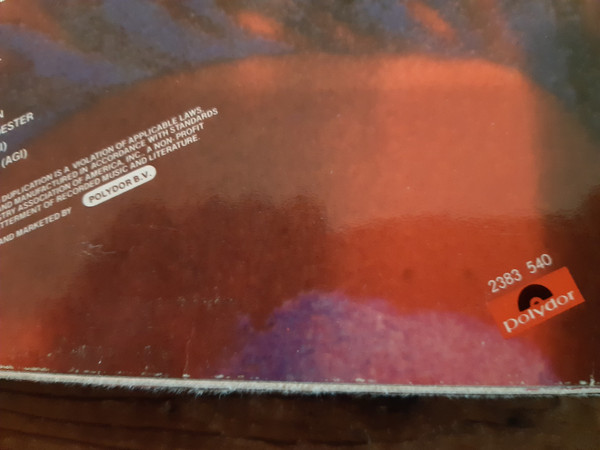 N
ESTER
I)
(AGI)
DUPLICATION IS A VIOLATION OF APPLICABLE LAWS.
AND MANUFACTURED IN ACCORDANCE WITH STANDARDS
STRY ASSOCIATION OF AMERICA, INC., A NON-PROFIT
TTERMENT OF RECORDED MUSIC AND LITERATURE.
AND MARKETED BY POLYDOR B.V.
2383 540
polydor